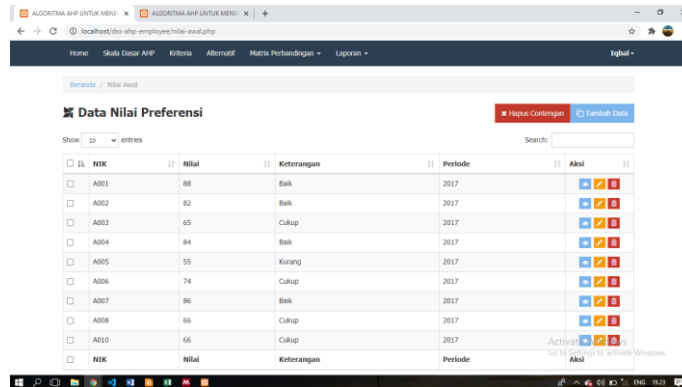 ALGORITMA AHP UNTUK MENE
ALGORITMA AHP UNTUK MENE
localhost/dss-ahp-employee/nilai-awal.php
Home Skala Dasar AHP Kriteria Alternatif Matrix Perbandingan Laporan Iqbal
Beranda / Nilai Awal
Data Nilai Preferensi
Hapus Contengan Tambah Data
Show 10 entries Search:
NIK Nilai Keterangan Periode Aksi
A001 88 Baik 2017
A002 82 Baik 2017
A003 65 Cukup 2017
A004 84 Baik 2017
A005 55 Kurang 2017
A006 74 Cukup 2017
A007 86 Baik 2017
A008 66 Cukup 2017
A010 66 Cukup 2017
NIK Nilai Keterangan Periode Aksi
Activate Windows
Go to Settings to activate Windows.
ENG 19.23